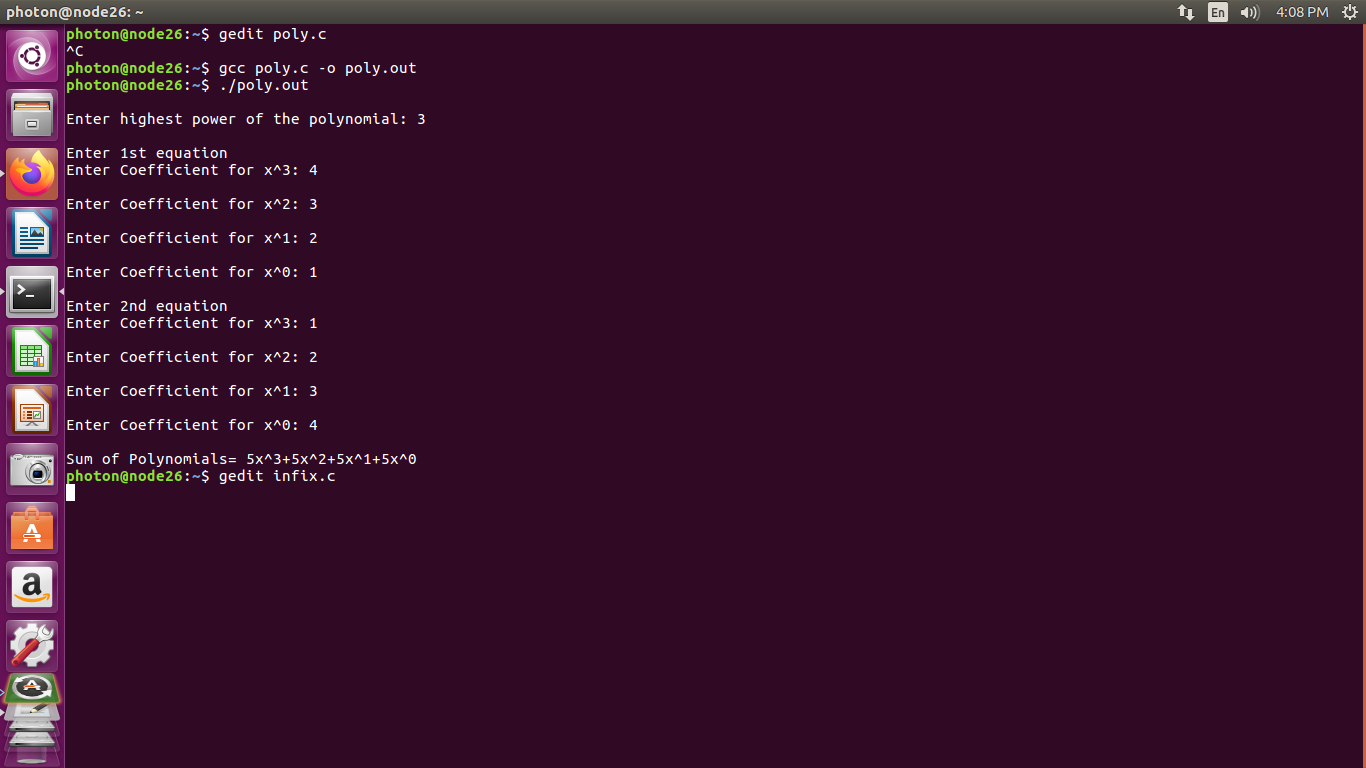 photon@node26: ~
En
4:08 PM
photon@node26:~$ gedit poly.c
^C
photon@node26:~$ gcc poly.c -o poly.out
photon@node26:~$ ./poly.out
Enter highest power of the polynomial: 3
Enter 1st equation
Enter Coefficient for x^3: 4
Enter Coefficient for x^2: 3
Enter Coefficient for x^1: 2
Enter Coefficient for x^0: 1
Enter 2nd equation
Enter Coefficient for x^3: 1
Enter Coefficient for x^2: 2
Enter Coefficient for x^1: 3
Enter Coefficient for x^0: 4
Sum of Polynomials= 5x^3+5x^2+5x^1+5x^0
photon@node26:~$ gedit infix.c